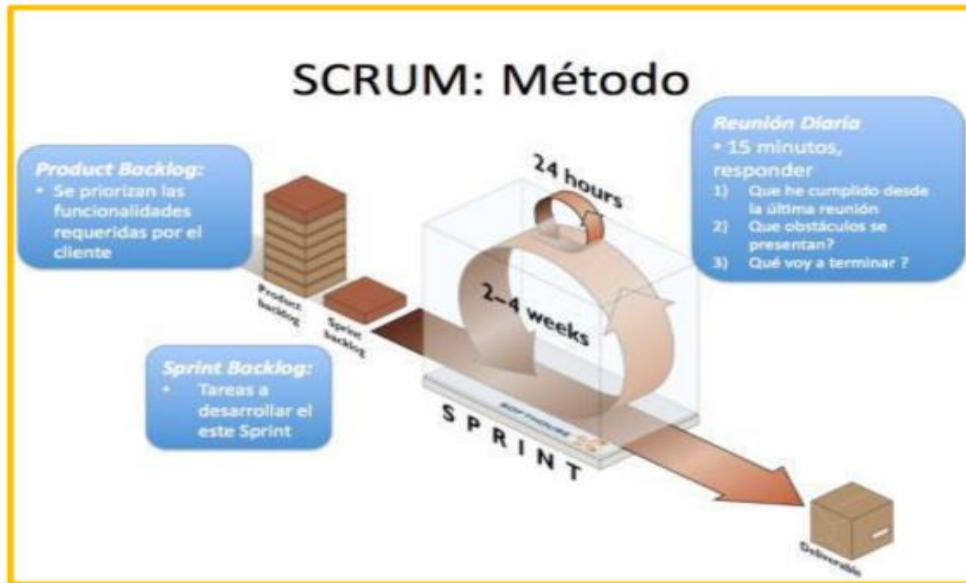 SCRUM: Método
Product Backlog:
• Se priorizan las
funcionalidades
requeridas por el
cliente
Reunión Diaria
• 15 minutos,
responder
1) Que he cumplido desde
la última reunión
2) Que obstáculos se
presentan?
3) Qué voy a terminar ?
24 hours
2–4 weeks
Product
backlog
Sprint
backlog
Sprint Backlog:
• Tareas a
desarrollar el
este Sprint
SOFTHOUSE
SPRINT
Deliverable